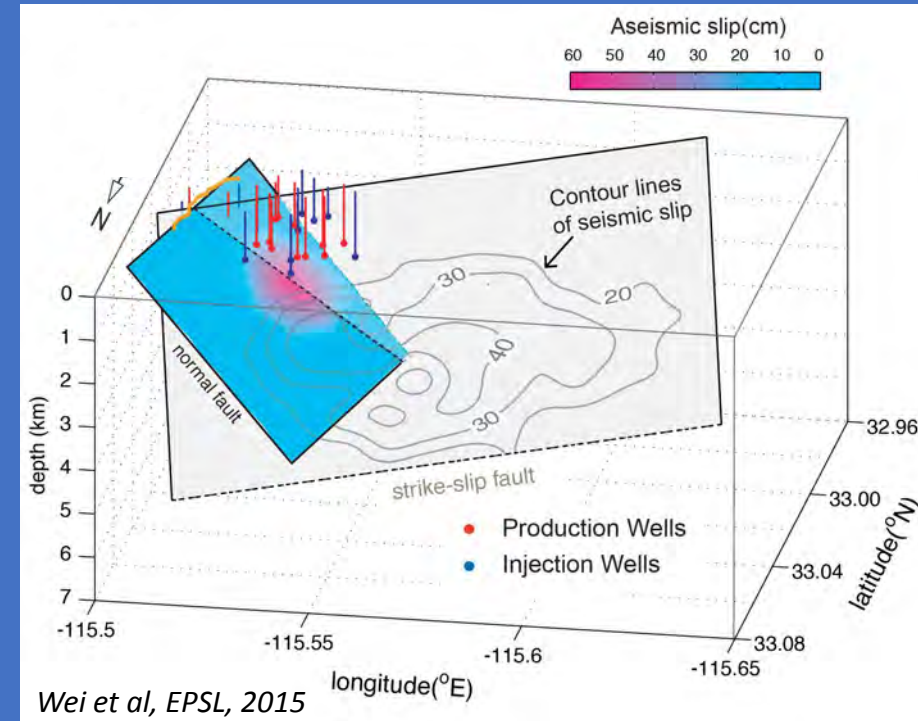 Aseismic slip(cm)
60 50 40 30 20 10 0
N
Contour lines
of seismic slip
30
20
40
30
normal fault
strike-slip fault
0
1
2
3
4
5
6
7
depth (km)
Production Wells
Injection Wells
32.96
33.00
33.04
33.08
latitude(°N)
-115.5
-115.55
-115.6
-115.65
longitude(°E)
Wei et al, EPSL, 2015